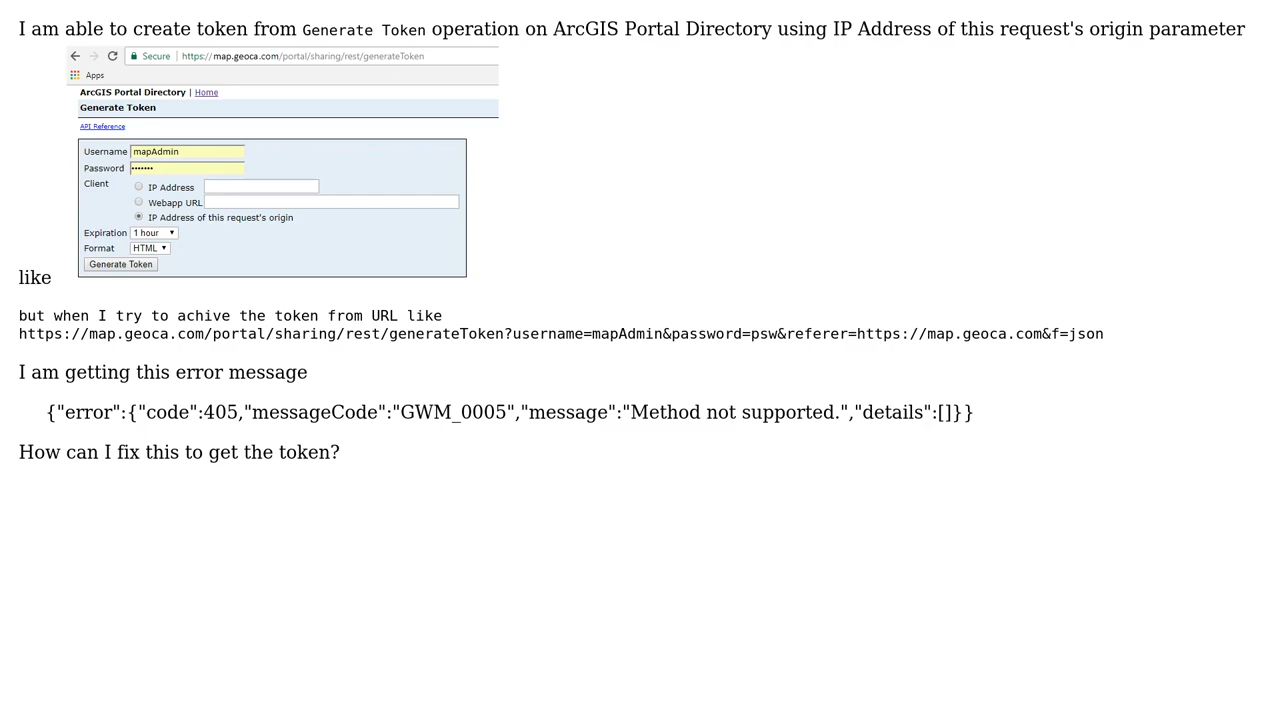 I am able to create token from Generate Token operation on ArcGIS Portal Directory using IP Address of this request's origin parameter
Secure | https://map.geoca.com/portal/sharing/rest/generateToken
Apps
ArcGIS Portal Directory | Home
Generate Token
API Reference
Username mapAdmin
Password •••••••
Client
IP Address
Webapp URL
IP Address of this request's origin
Expiration 1 hour
Format HTML
Generate Token
like
but when I try to achive the token from URL like
https://map.geoca.com/portal/sharing/rest/generateToken?username=mapAdmin&password=psw&referer=https://map.geoca.com&f=json
I am getting this error message
{"error":{"code":405,"messageCode":"GWM_0005","message":"Method not supported.","details":[]}}
How can I fix this to get the token?